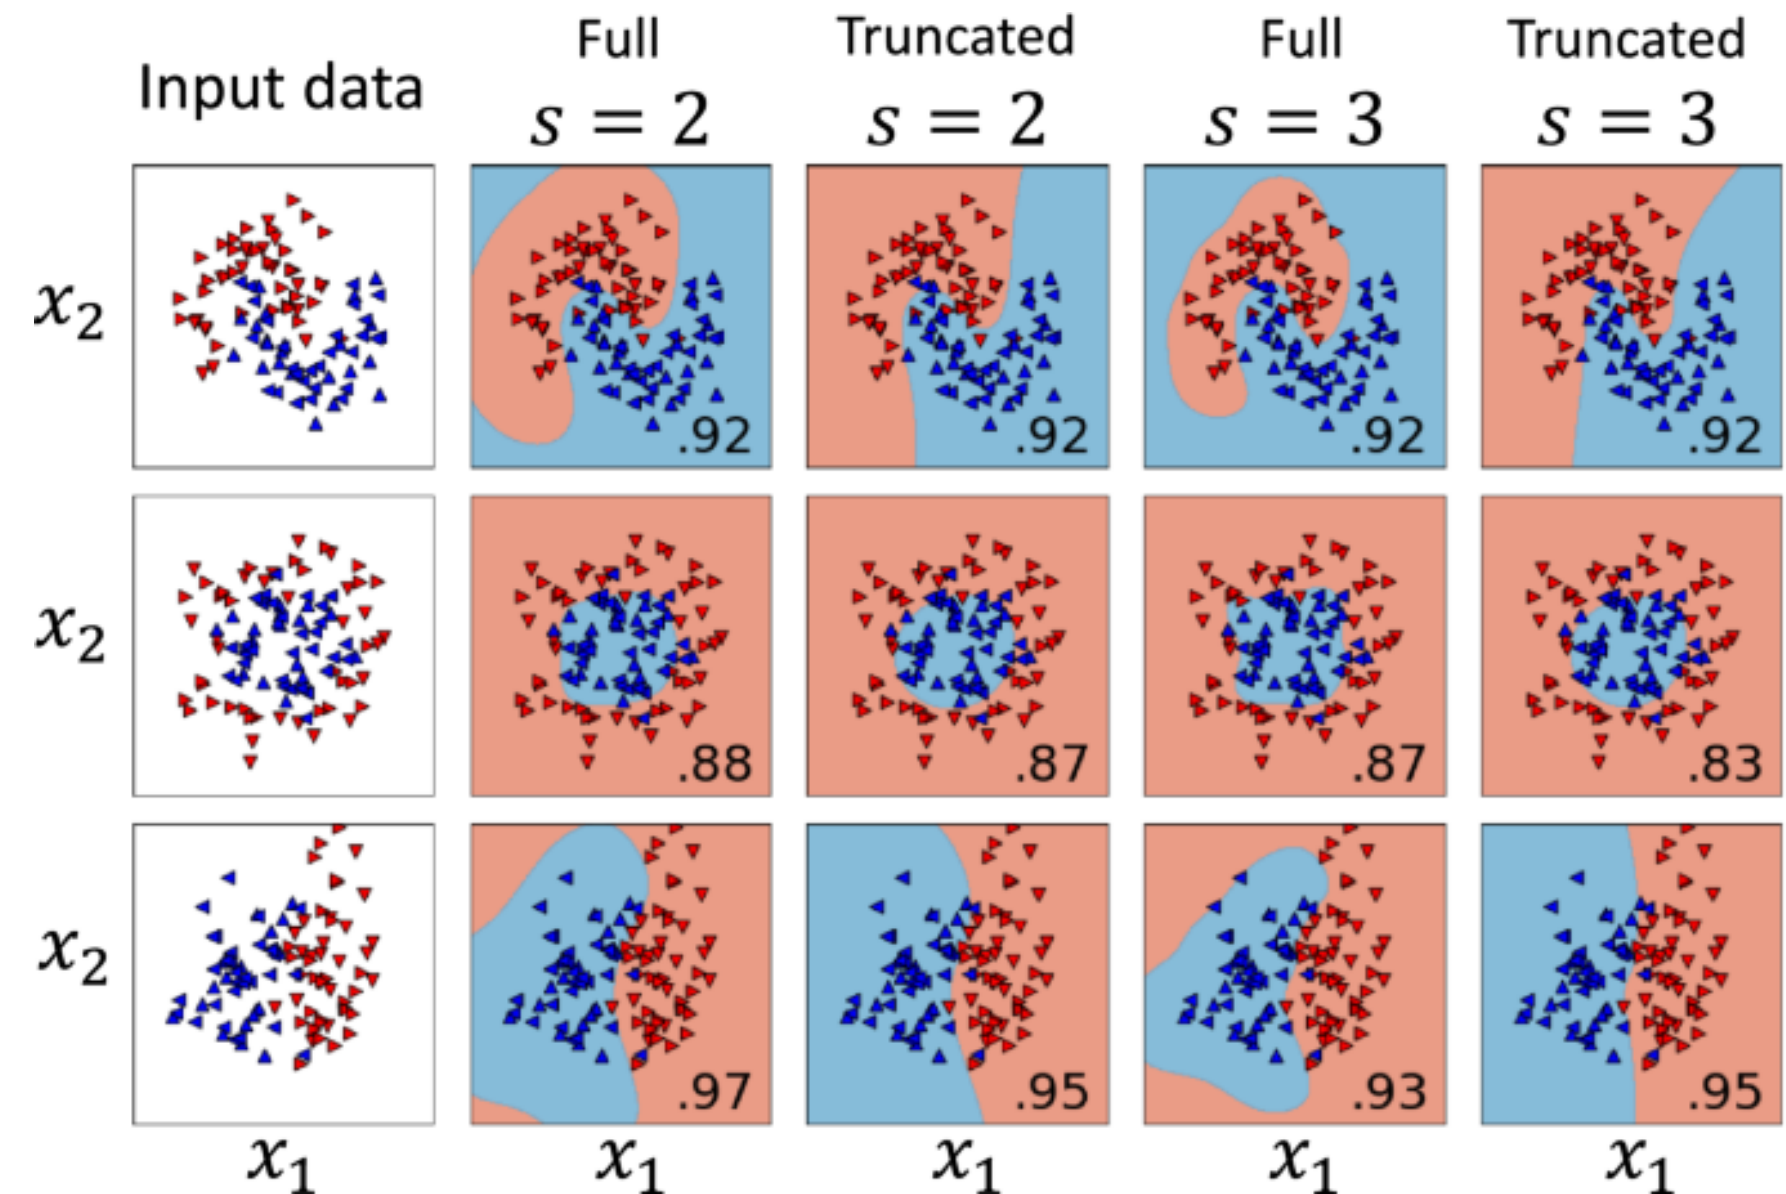 Input data
Full
s = 2
Truncated
s = 2
Full
s = 3
Truncated
s = 3
x₂
.92
.92
.92
.92
x₂
.88
.87
.87
.83
x₂
.97
.95
.93
.95
x₁
x₁
x₁
x₁
x₁